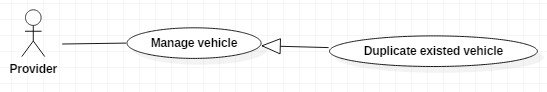 Manage vehicle
Duplicate existed vehicle
Provider